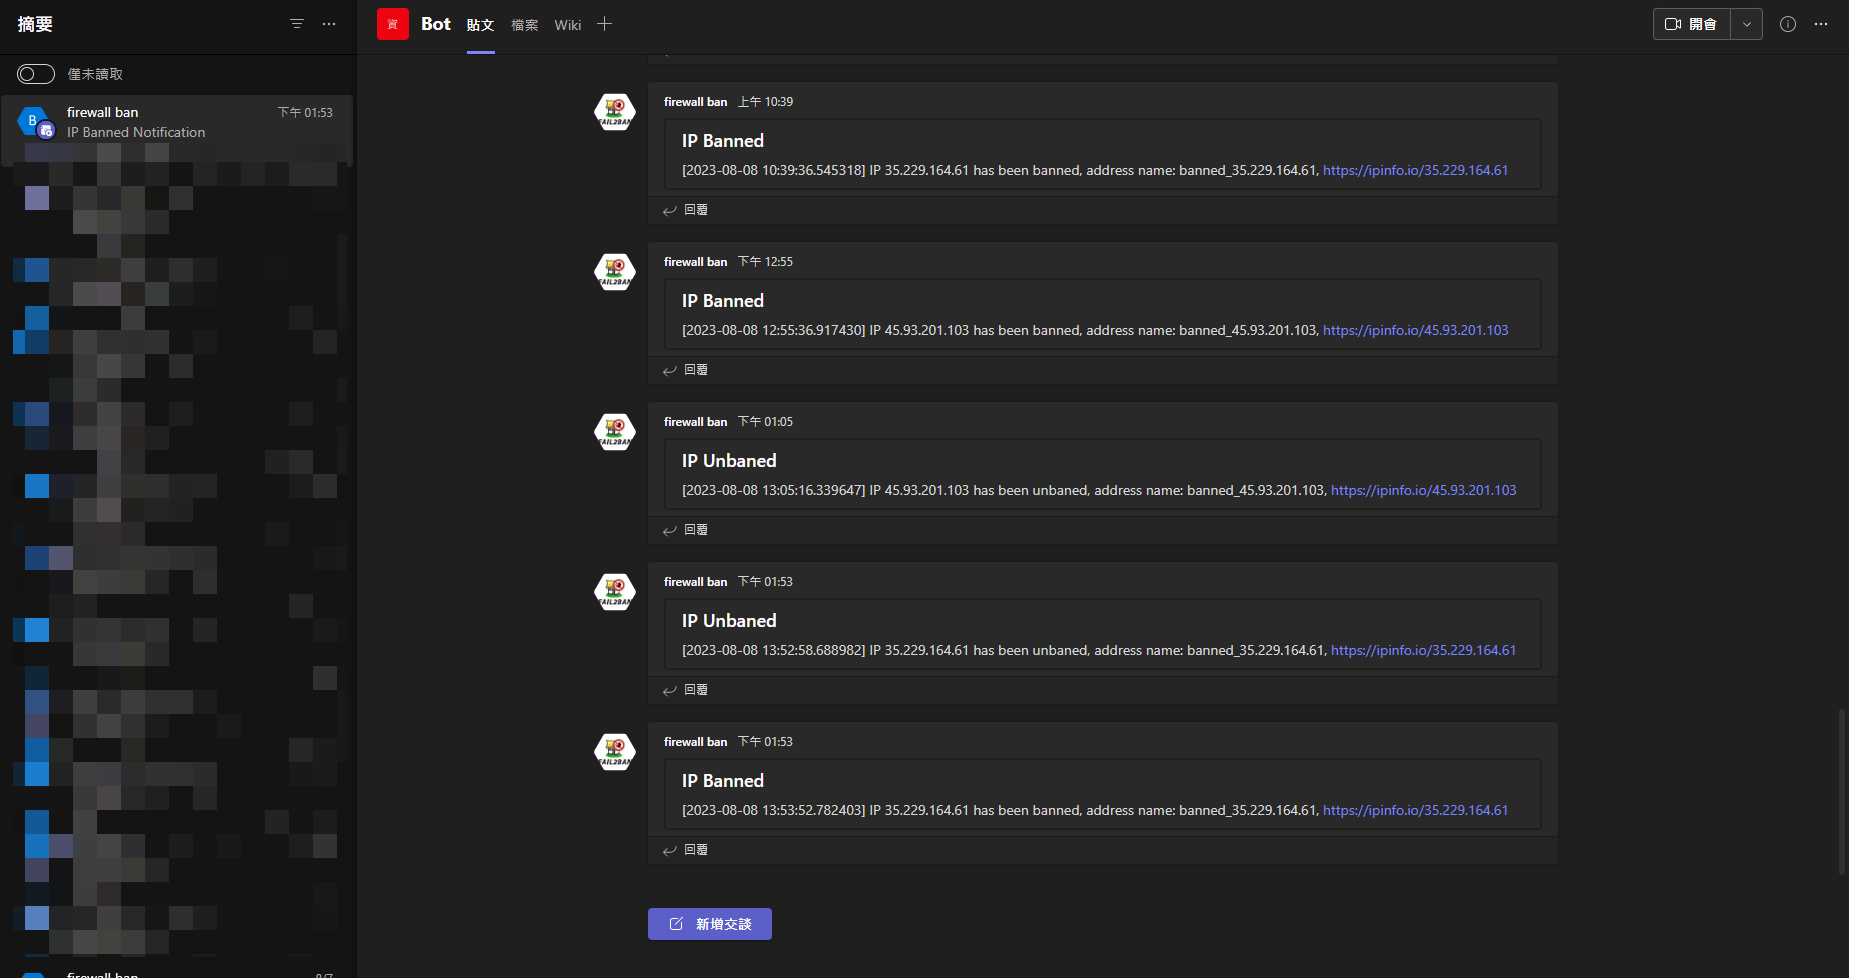 摘要
僅未讀取
firewall ban 下午 01:53
IP Banned Notification
B
firewall ban 8/7
資 Bot 貼文 檔案 Wiki
開會
firewall ban 上午 10:39
IP Banned
[2023-08-08 10:39:36.545318] IP 35.229.164.61 has been banned, address name: banned_35.229.164.61, https://ipinfo.io/35.229.164.61
回覆
FAIL2BAN
firewall ban 下午 12:55
IP Banned
[2023-08-08 12:55:36.917430] IP 45.93.201.103 has been banned, address name: banned_45.93.201.103, https://ipinfo.io/45.93.201.103
回覆
FAIL2BAN
firewall ban 下午 01:05
IP Unbaned
[2023-08-08 13:05:16.339647] IP 45.93.201.103 has been unbaned, address name: banned_45.93.201.103, https://ipinfo.io/45.93.201.103
回覆
FAIL2BAN
firewall ban 下午 01:53
IP Unbaned
[2023-08-08 13:52:58.688982] IP 35.229.164.61 has been unbaned, address name: banned_35.229.164.61, https://ipinfo.io/35.229.164.61
回覆
FAIL2BAN
firewall ban 下午 01:53
IP Banned
[2023-08-08 13:53:52.782403] IP 35.229.164.61 has been banned, address name: banned_35.229.164.61, https://ipinfo.io/35.229.164.61
回覆
FAIL2BAN
新增交談